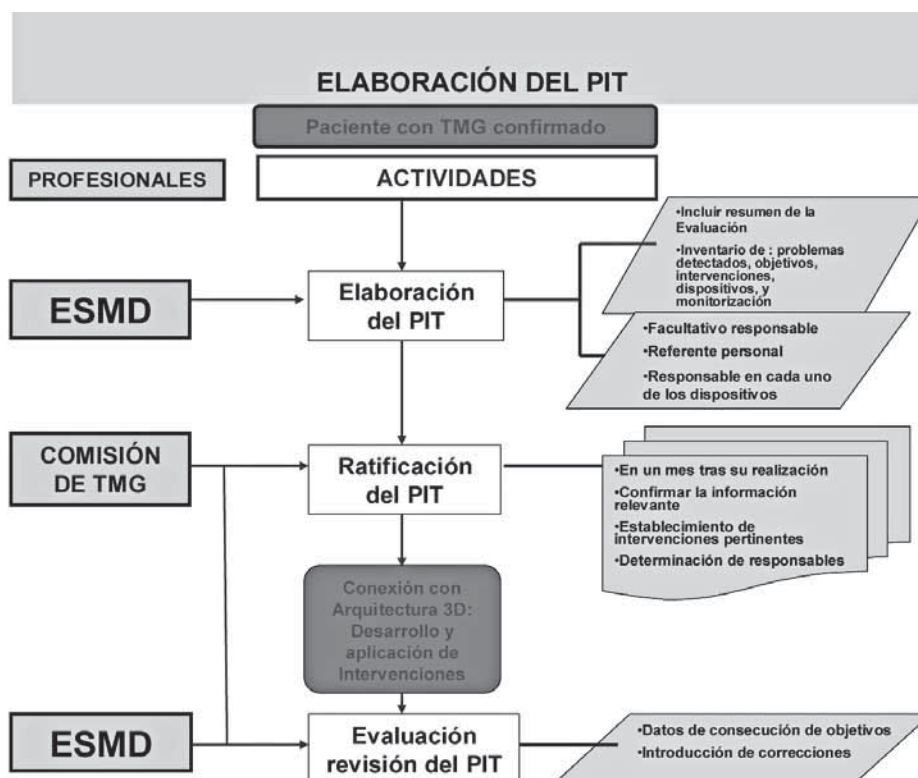 ELABORACIÓN DEL PIT
Paciente con TMG confirmado
PROFESIONALES
ACTIVIDADES
•Incluir resumen de la
Evaluación
•Inventario de : problemas
detectados, objetivos,
intervenciones,
dispositivos, y
monitorización
ESMD
Elaboración
del PIT
•Facultativo responsable
•Referente personal
•Responsable en cada uno
de los dispositivos
COMISIÓN
DE TMG
Ratificación
del PIT
•En un mes tras su realización
•Confirmar la información
relevante
•Establecimiento de
intervenciones pertinentes
•Determinación de responsables
Conexión con
Arquitectura 3D:
Desarrollo y
aplicación de
Intervenciones
ESMD
Evaluación
revisión del PIT
•Datos de consecución de objetivos
•Introducción de correcciones